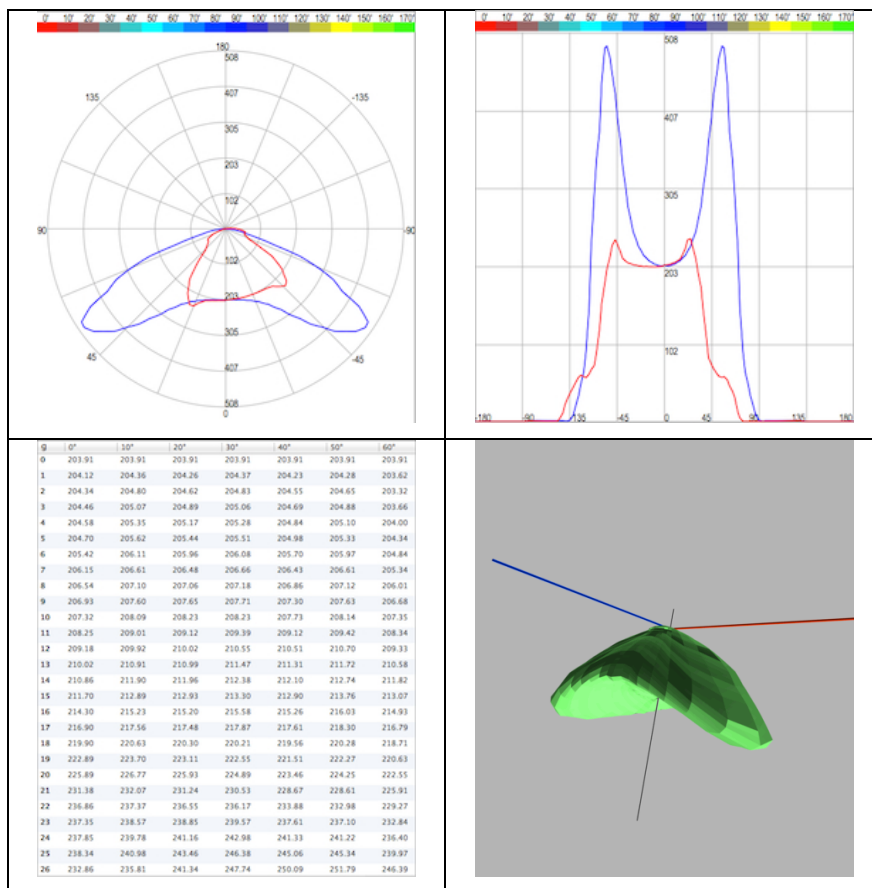 0° 10° 20° 30° 40° 50° 60° 70° 80° 90° 100° 110° 120° 130° 140° 150° 160° 170°
180
508
135 -135
407
305
203
102
90 -90
102
203
305
45 -45
407
508
0
0° 10° 20° 30° 40° 50° 60° 70° 80° 90° 100° 110° 120° 130° 140° 150° 160° 170°
508
407
305
203
102
-180 -90 -135 -45 0 45 90 135 180
g 0° 10° 20° 30° 40° 50° 60°
0 203.91 203.91 203.91 203.91 203.91 203.91 203.91
1 204.12 204.36 204.26 204.37 204.23 204.28 203.62
2 204.34 204.80 204.62 204.83 204.55 204.65 203.32
3 204.46 205.07 204.89 205.06 204.69 204.88 203.66
4 204.58 205.35 205.17 205.28 204.84 205.10 204.00
5 204.70 205.62 205.44 205.51 204.98 205.33 204.34
6 205.42 206.11 205.96 206.08 205.70 205.97 204.84
7 206.15 206.61 206.48 206.66 206.43 206.61 205.34
8 206.54 207.10 207.06 207.18 206.86 207.12 206.01
9 206.93 207.60 207.65 207.71 207.30 207.63 206.68
10 207.32 208.09 208.23 208.23 207.73 208.14 207.35
11 208.25 209.01 209.12 209.39 209.12 209.42 208.34
12 209.18 209.92 210.02 210.55 210.51 210.70 209.33
13 210.02 210.91 210.99 211.47 211.31 211.72 210.58
14 210.86 211.90 211.96 212.38 212.10 212.74 211.82
15 211.70 212.89 212.93 213.30 212.90 213.76 213.07
16 214.30 215.23 215.20 215.58 215.26 216.03 214.93
17 216.90 217.56 217.48 217.87 217.61 218.30 216.79
18 219.90 220.63 220.30 220.21 219.56 220.28 218.71
19 222.89 223.70 223.11 222.55 221.51 222.27 220.63
20 225.89 226.77 225.93 224.89 223.46 224.25 222.55
21 231.38 232.07 231.24 230.53 228.67 228.61 225.91
22 236.86 237.37 236.55 236.17 233.88 232.98 229.27
23 237.35 238.57 238.85 239.57 237.61 237.10 232.84
24 237.85 239.78 241.16 242.98 241.33 241.22 236.40
25 238.34 240.98 243.46 246.38 245.06 245.34 239.97
26 232.86 235.81 241.34 247.74 250.09 251.79 246.39